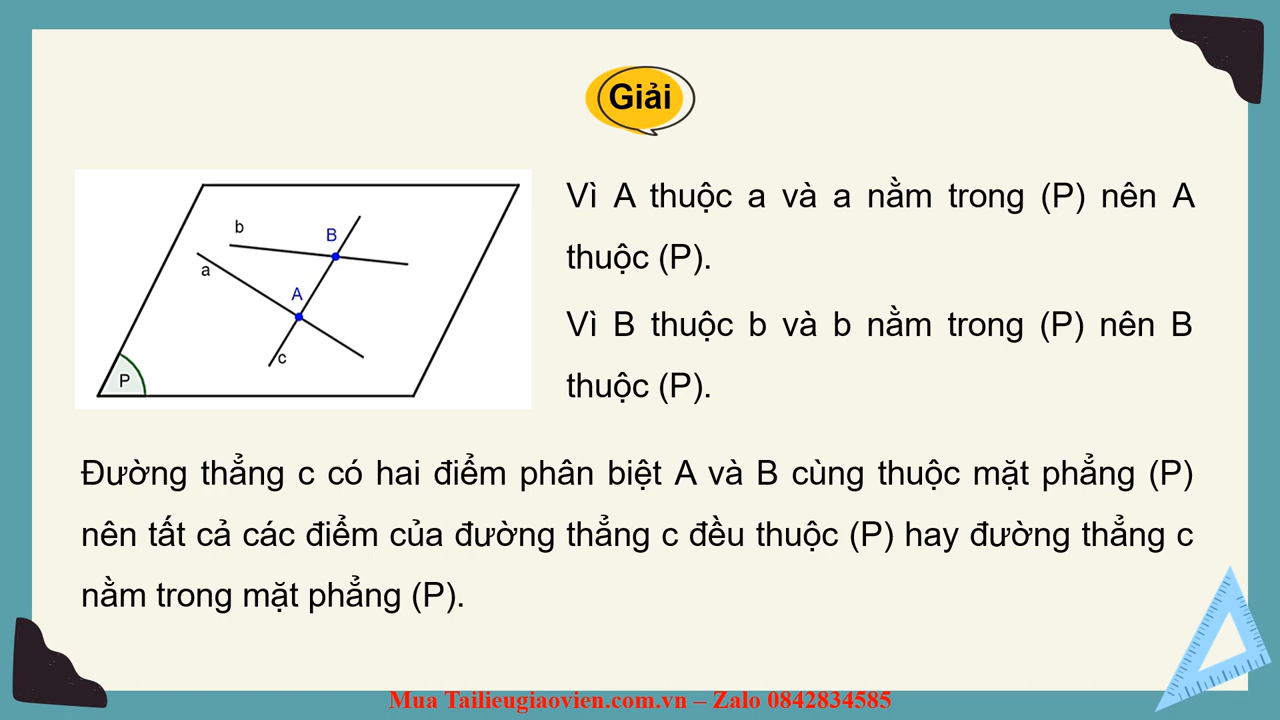 Giải
b
B
a
A
c
P
Vì A thuộc a và a nằm trong (P) nên A
thuộc (P).
Vì B thuộc b và b nằm trong (P) nên B
thuộc (P).
Đường thẳng c có hai điểm phân biệt A và B cùng thuộc mặt phẳng (P)
nên tất cả các điểm của đường thẳng c đều thuộc (P) hay đường thẳng c
nằm trong mặt phẳng (P).
Mua Tailieugiaovien.com.vn – Zalo 0842834585